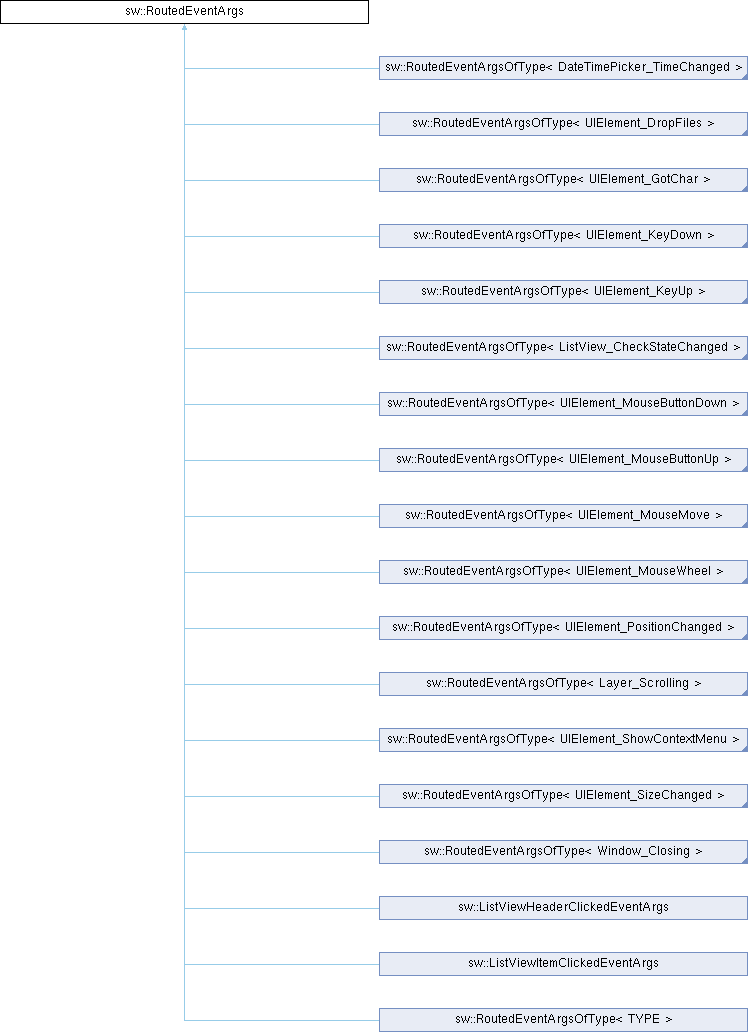 sw::RoutedEventArgs
sw::RoutedEventArgsOfType< DateTimePicker_TimeChanged >
sw::RoutedEventArgsOfType< UIElement_DropFiles >
sw::RoutedEventArgsOfType< UIElement_GotChar >
sw::RoutedEventArgsOfType< UIElement_KeyDown >
sw::RoutedEventArgsOfType< UIElement_KeyUp >
sw::RoutedEventArgsOfType< ListView_CheckStateChanged >
sw::RoutedEventArgsOfType< UIElement_MouseButtonDown >
sw::RoutedEventArgsOfType< UIElement_MouseButtonUp >
sw::RoutedEventArgsOfType< UIElement_MouseMove >
sw::RoutedEventArgsOfType< UIElement_MouseWheel >
sw::RoutedEventArgsOfType< UIElement_PositionChanged >
sw::RoutedEventArgsOfType< Layer_Scrolling >
sw::RoutedEventArgsOfType< UIElement_ShowContextMenu >
sw::RoutedEventArgsOfType< UIElement_SizeChanged >
sw::RoutedEventArgsOfType< Window_Closing >
sw::ListViewHeaderClickedEventArgs
sw::ListViewItemClickedEventArgs
sw::RoutedEventArgsOfType< TYPE >